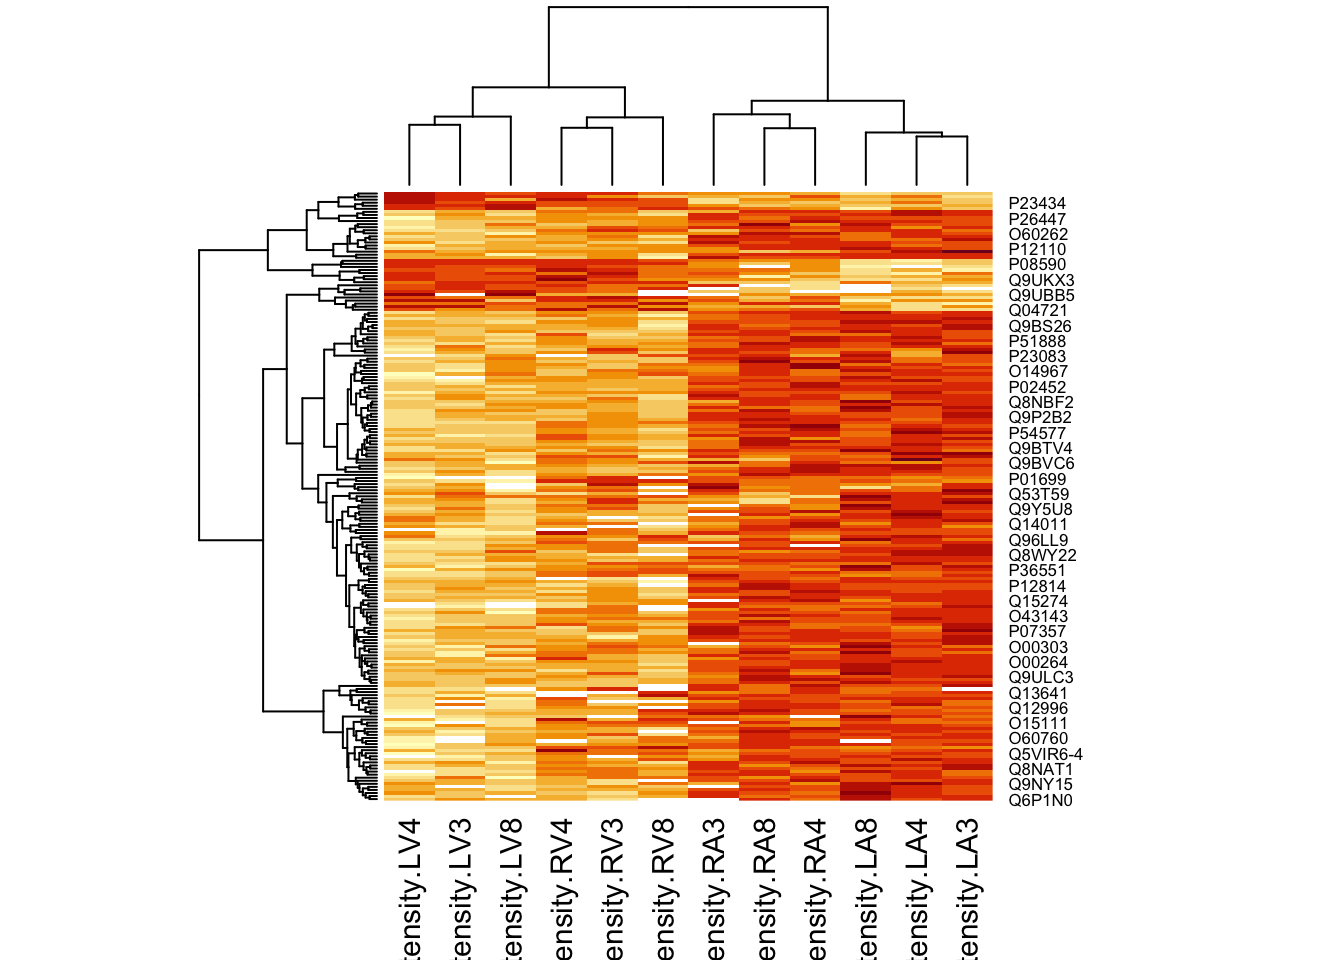 P23434
P26447
O60262
P12110
P08590
Q9UKX3
Q9UBB5
Q04721
Q9BS26
P51888
P23083
O14967
P02452
Q8NBF2
Q9P2B2
P54577
Q9BTV4
Q9BVC6
P01699
Q53T59
Q9Y5U8
Q14011
Q96LL9
Q8WY22
P36551
P12814
Q15274
O43143
P07357
O00303
O00264
Q9ULC3
Q13641
Q12996
O15111
O60760
Q5VIR6-4
Q8NAT1
Q9NY15
Q6P1N0
tensity.LV4
tensity.LV3
tensity.LV8
ensity.RV4
ensity.RV3
ensity.RV8
ensity.RA3
ensity.RA8
ensity.RA4
tensity.LA8
tensity.LA4
tensity.LA3